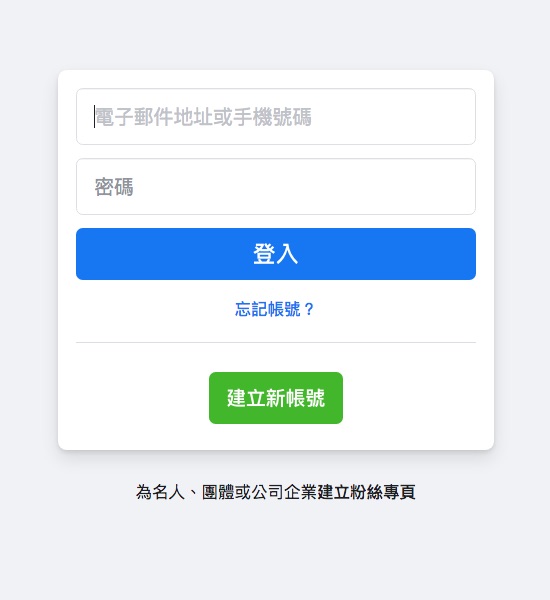 電子郵件地址或手機號碼
密碼
登入
忘記帳號？
建立新帳號
為名人、團體或公司企業建立粉絲專頁